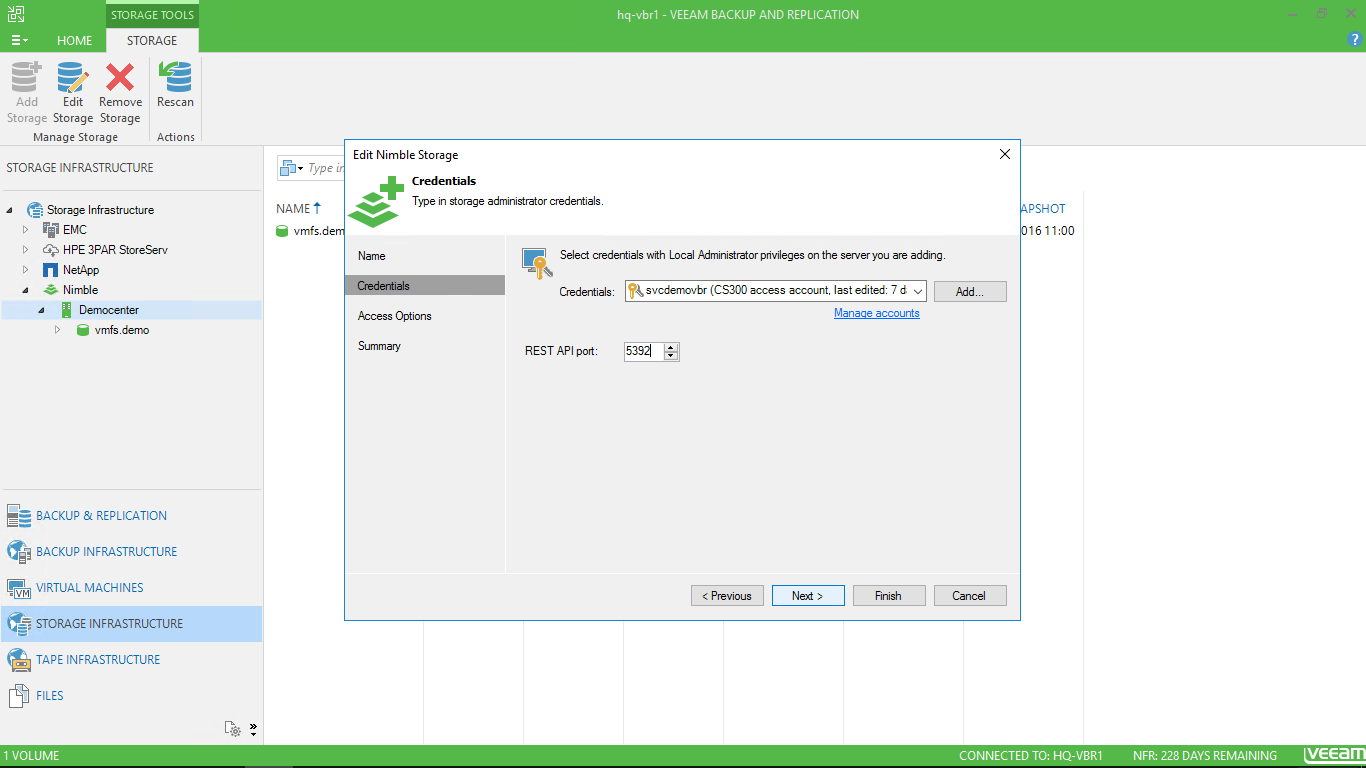 STORAGE TOOLS
hq-vbr1 - VEEAM BACKUP AND REPLICATION
HOME
STORAGE
?
Add Storage
Edit Storage
Remove Storage
Rescan
Manage Storage
Actions
STORAGE INFRASTRUCTURE
Storage Infrastructure
EMC
HPE 3PAR StoreServ
NetApp
Nimble
Democenter
vmfs.demo
BACKUP & REPLICATION
BACKUP INFRASTRUCTURE
VIRTUAL MACHINES
STORAGE INFRASTRUCTURE
TAPE INFRASTRUCTURE
FILES
Type in
NAME
APSHOT
vmfs.dem
016 11:00
Edit Nimble Storage
Credentials
Type in storage administrator credentials.
Name
Credentials
Access Options
Summary
Select credentials with Local Administrator privileges on the server you are adding.
Credentials:
svcdemovbr (CS300 access account, last edited: 7 d
Add...
Manage accounts
REST API port:
5392
< Previous
Next >
Finish
Cancel
1 VOLUME
CONNECTED TO: HQ-VBR1
NFR: 228 DAYS REMAINING
veeam